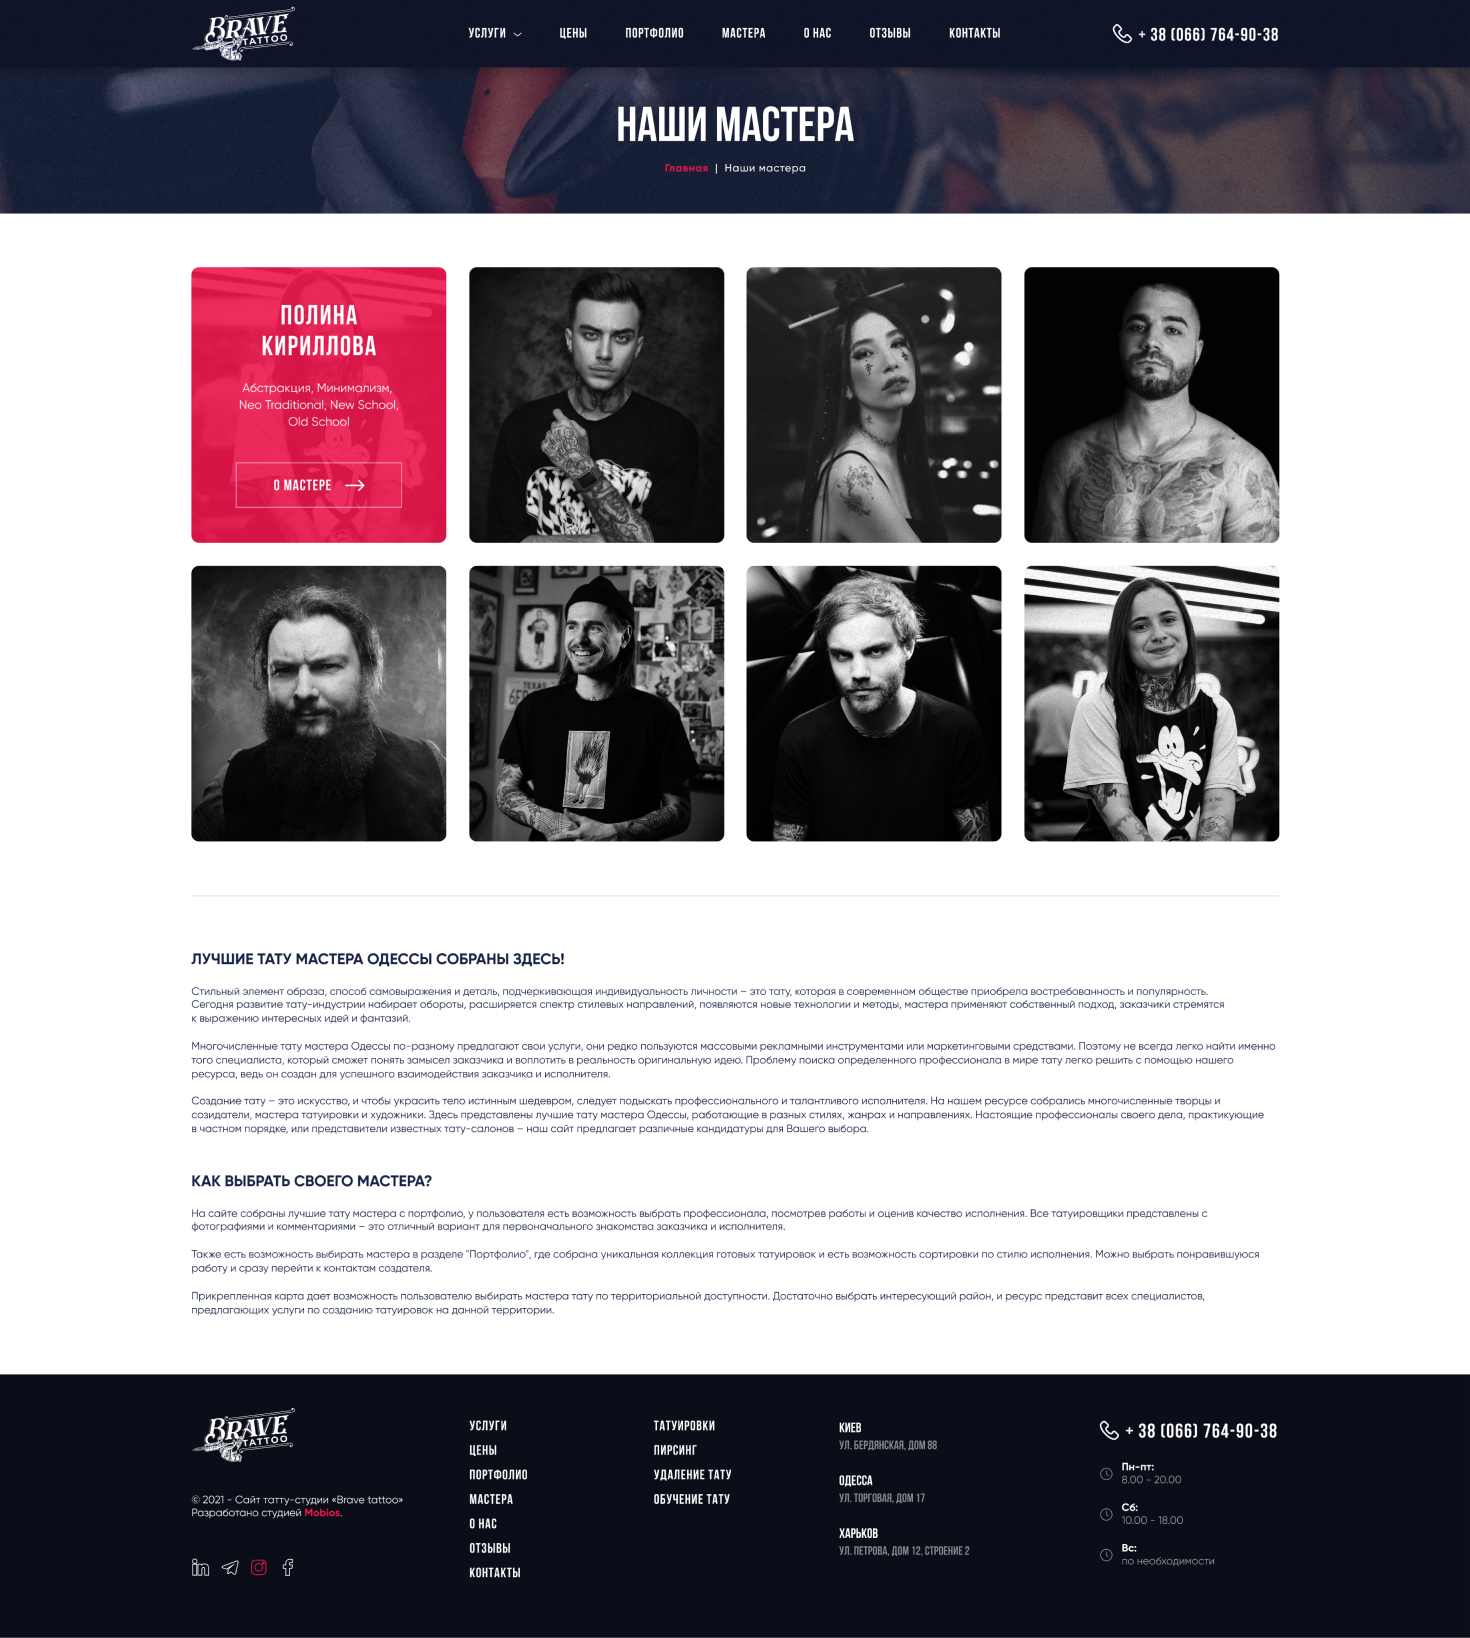 BRAVE
TATTOO
УСЛУГИ
ЦЕНЫ
ПОРТФОЛИО
МАСТЕРА
О НАС
ОТЗЫВЫ
КОНТАКТЫ
+ 38 (066) 764-90-38
НАШИ МАСТЕРА
Главная | Наши мастера
ПОЛИНА
КИРИЛЛОВА
Абстракция, Минимализм,
Neo Traditional, New School,
Old School
О МАСТЕРЕ
TEXAS
ЛУЧШИЕ ТАТУ МАСТЕРА ОДЕССЫ СОБРАНЫ ЗДЕСЬ!
Стильный элемент образа, способ самовыражения и деталь, подчеркивающая индивидуальность личности – это тату, которая в современном обществе приобрела востребованность и популярность.
Сегодня развитие тату-индустрии набирает обороты, расширяется спектр стилевых направлений, появляются новые технологии и методы, мастера применяют собственный подход, заказчики стремятся
к выражению интересных идей и фантазий.
Многочисленные тату мастера Одессы по-разному предлагают свои услуги, они редко пользуются массовыми рекламными инструментами или маркетинговыми средствами. Поэтому не всегда легко найти именно
того специалиста, который сможет понять замысел заказчика и воплотить в реальность оригинальную идею. Проблему поиска определенного профессионала в мире тату легко решить с помощью нашего
ресурса, ведь он создан для успешного взаимодействия заказчика и исполнителя.
Создание тату – это искусство, и чтобы украсить тело истинным шедевром, следует подыскать профессионального и талантливого исполнителя. На нашем ресурсе собрались многочисленные творцы и
созидатели, мастера татуировки и художники. Здесь представлены лучшие тату мастера Одессы, работающие в разных стилях, жанрах и направлениях. Настоящие профессионалы своего дела, практикующие
в частном порядке, или представители известных тату-салонов – наш сайт предлагает различные кандидатуры для Вашего выбора.
КАК ВЫБРАТЬ СВОЕГО МАСТЕРА?
На сайте собраны лучшие тату мастера с портфолио, у пользователя есть возможность выбрать профессионала, посмотрев работы и оценив качество исполнения. Все татуировщики представлены с
фотографиями и комментариями – это отличный вариант для первоначального знакомства заказчика и исполнителя.
Также есть возможность выбирать мастера в разделе "Портфолио", где собрана уникальная коллекция готовых татуировок и есть возможность сортировки по стилю исполнения. Можно выбрать понравившуюся
работу и сразу перейти к контактам создателя.
Прикрепленная карта дает возможность пользователю выбирать мастера тату по территориальной доступности. Достаточно выбрать интересующий район, и ресурс представит всех специалистов,
предлагающих услуги по созданию татуировок на данной территории.
BRAVE
TATTOO
© 2021 - Сайт татту-студии «Brave tattoo»
Разработано студией Mobios.
УСЛУГИ
ЦЕНЫ
ПОРТФОЛИО
МАСТЕРА
О НАС
ОТЗЫВЫ
КОНТАКТЫ
ТАТУИРОВКИ
ПИРСИНГ
УДАЛЕНИЕ ТАТУ
ОБУЧЕНИЕ ТАТУ
КИЕВ
УЛ. БЕРДЯНСКАЯ, ДОМ 88
ОДЕССА
УЛ. ТОРГОВАЯ, ДОМ 17
ХАРЬКОВ
УЛ. ПЕТРОВА, ДОМ 12, СТРОЕНИЕ 2
+ 38 (066) 764-90-38
Пн-пт:
8.00 - 20.00
Сб:
10.00 - 18.00
Вс:
по необходимости